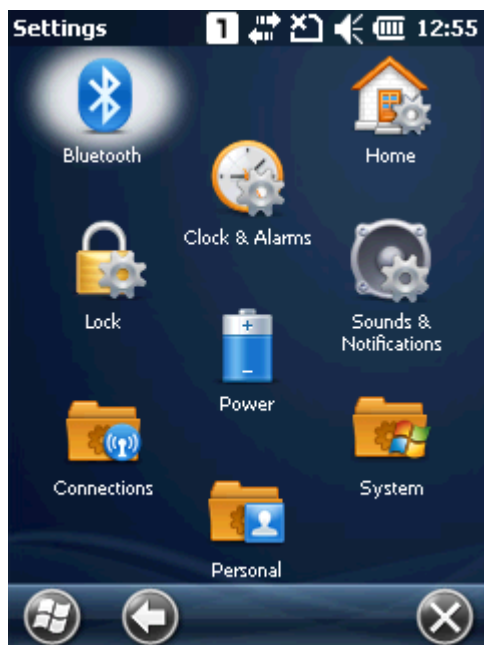 Settings 1 12:55
Bluetooth
Home
Clock & Alarms
Lock
Sounds &
Notifications
Power
Connections
System
Personal